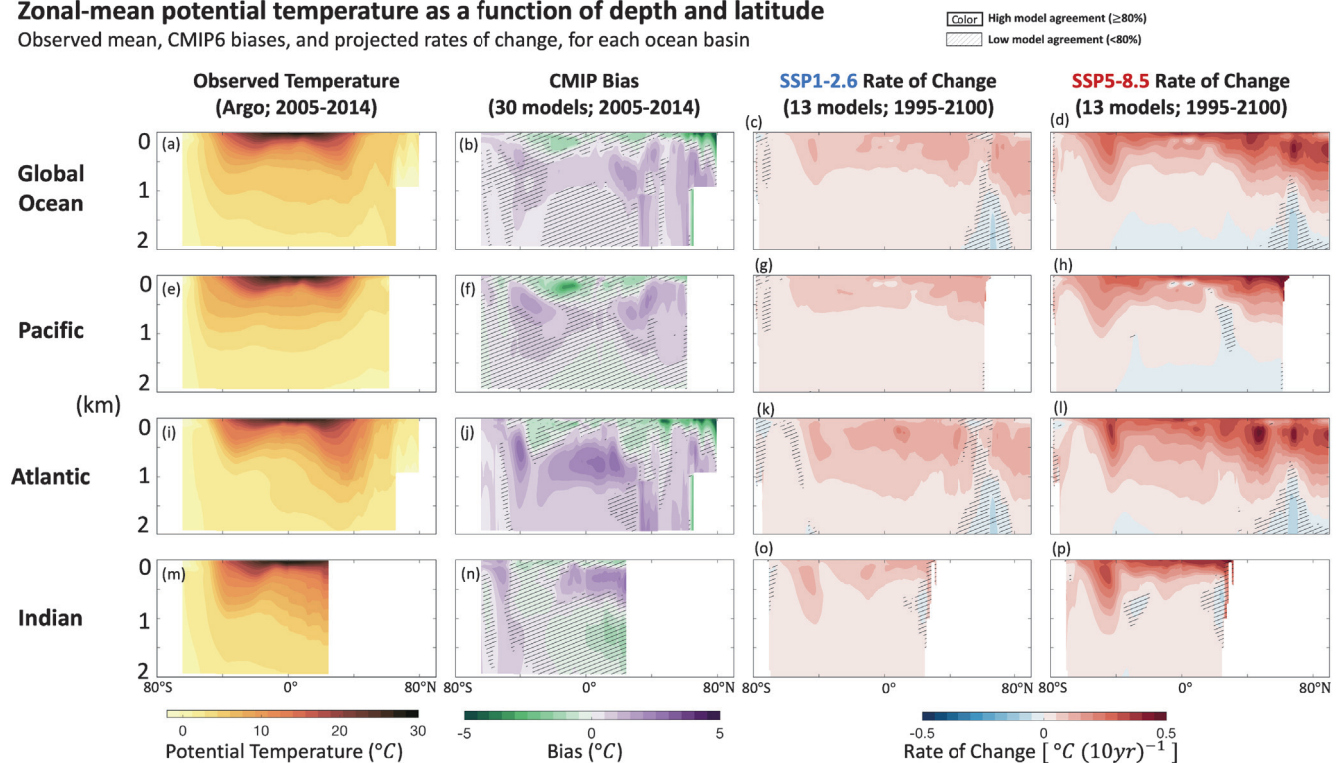 Zonal-mean potential temperature as a function of depth and latitude
Observed mean, CMIP6 biases, and projected rates of change, for each ocean basin
Color High model agreement (≥80%)
Low model agreement (<80%)
Observed Temperature
(Argo; 2005-2014)
CMIP Bias
(30 models; 2005-2014)
SSP1-2.6 Rate of Change
(13 models; 1995-2100)
SSP5-8.5 Rate of Change
(13 models; 1995-2100)
Global
Ocean
0
1
2
(a)
(b)
(c)
(d)
Pacific
0
1
2
(e)
(f)
(g)
(h)
(km)
Atlantic
0
1
2
(i)
(j)
(k)
(l)
Indian
0
1
2
(m)
(n)
(o)
(p)
80°S 0° 80°N
80°S 0° 80°N
80°S 0° 80°N
80°S 0° 80°N
0 10 20 30
Potential Temperature (°C)
-5 0 5
Bias (°C)
-0.5 0 0.5
Rate of Change [ °C (10yr)⁻¹ ]